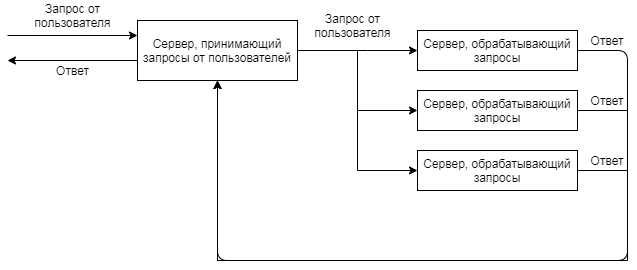 Запрос от
пользователя
Ответ
Сервер, принимающий
запросы от пользователей
Запрос от
пользователя
Сервер, обрабатывающий
запросы
Ответ
Сервер, обрабатывающий
запросы
Ответ
Сервер, обрабатывающий
запросы
Ответ